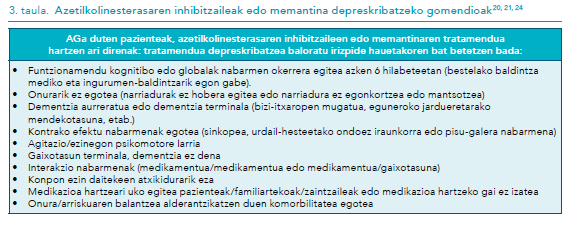 3. taula. Azetilkolinesterasaren inhibitzaileak edo memantina depreskribatzeko gomendioak20, 21, 24
AGa duten pazienteak, azetilkolinesterasaren inhibitzaileen edo memantinaren tratamendua
hartzen ari direnak: tratamendua depreskribatzea baloratu irizpide hauetakoren bat betetzen bada:
• Funtzionamendu kognitibo edo globalak nabarmen okerrera egitea azken 6 hilabeteetan (bestelako baldintza
mediko eta ingurumen-baldintzarik egon gabe).
• Onurarik ez egotea (narriadurak ez hobera egitea edo narriadura ez egonkortzea edo mantsotzea)
• Dementzia aurreratua edo dementzia terminala (bizi-itxaropen mugatua, eguneroko jardueretarako
mendekotasuna, etab.)
• Kontrako efektu nabarmenak egotea (sinkopea, urdail-hesteetako ondoez iraunkorra edo pisu-galera nabarmena)
• Agitazio/ezinegon psikomotore larria
• Gaixotasun terminala, dementzia ez dena
• Interakzio nabarmenak (medikamentua/medikamentua edo medikamentua/gaixotasuna)
• Konpon ezin daitekeen atxikidurarik eza
• Medikazioa hartzeari uko egitea pazienteak/familiartekoak/zaintzaileak edo medikazioa hartzeko gai ez izatea
• Onura/arriskuaren balantzea alderantzikatzen duen komorbilitatea egotea